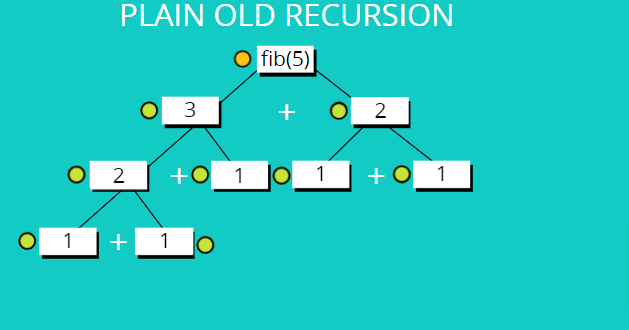 PLAIN OLD RECURSION
fib(5)
3 + 2
2 + 1 1 + 1
1 + 1